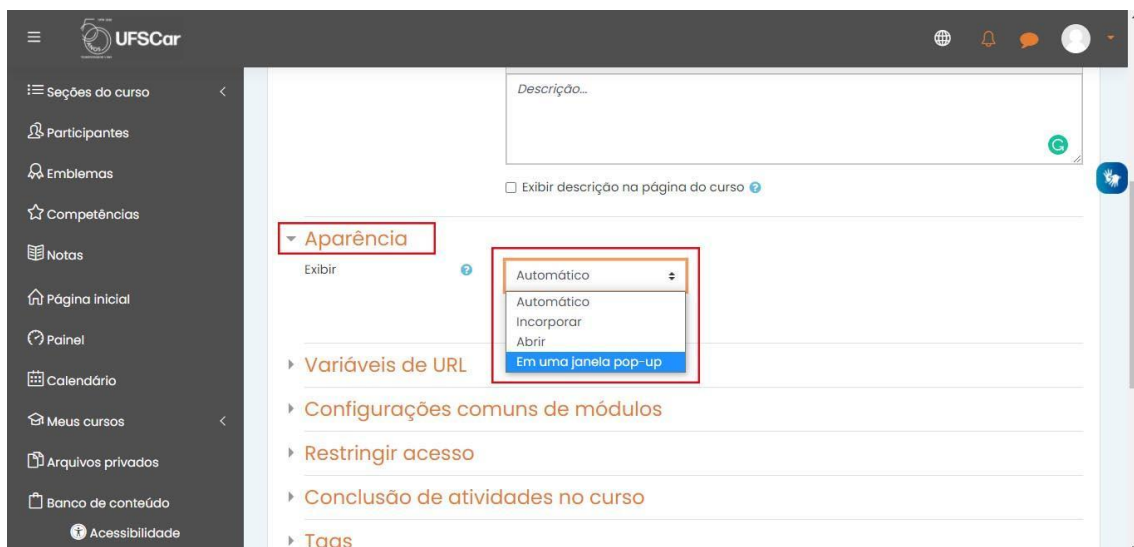 UFSCar
Seções do curso
Participantes
Emblemas
Competências
Notas
Página inicial
Painel
Calendário
Meus cursos
Arquivos privados
Banco de conteúdo
Acessibilidade
Descrição...
Exibir descrição na página do curso
Aparência
Exibir
Automático
Automático
Incorporar
Abrir
Em uma janela pop-up
Variáveis de URL
Configurações comuns de módulos
Restringir acesso
Conclusão de atividades no curso
Tags